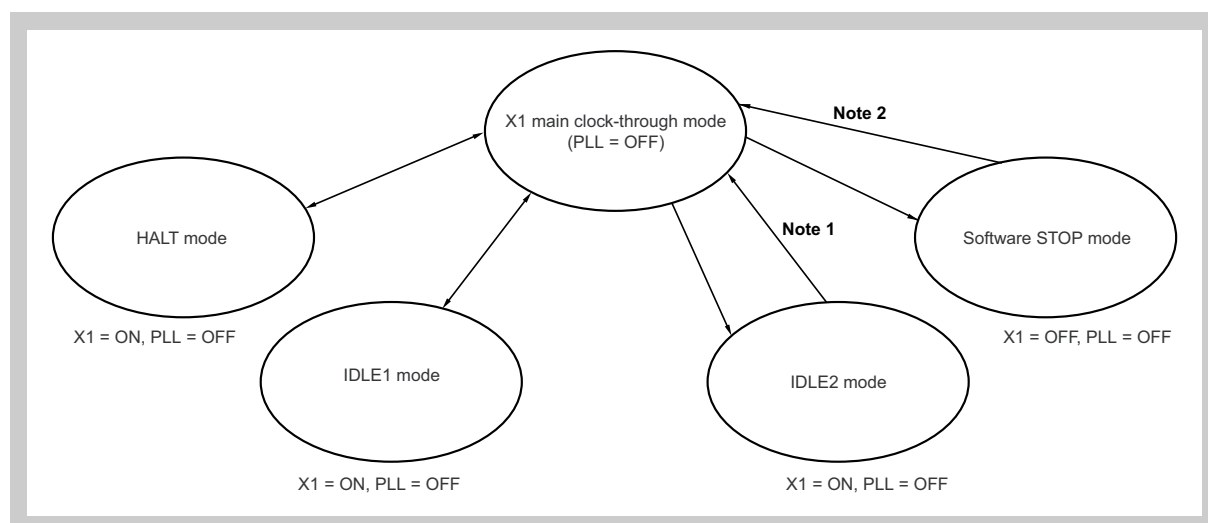 X1 main clock-through mode
(PLL = OFF)
Note 2
HALT mode
Note 1
Software STOP mode
X1 = ON, PLL = OFF
X1 = OFF, PLL = OFF
IDLE1 mode
IDLE2 mode
X1 = ON, PLL = OFF
X1 = ON, PLL = OFF